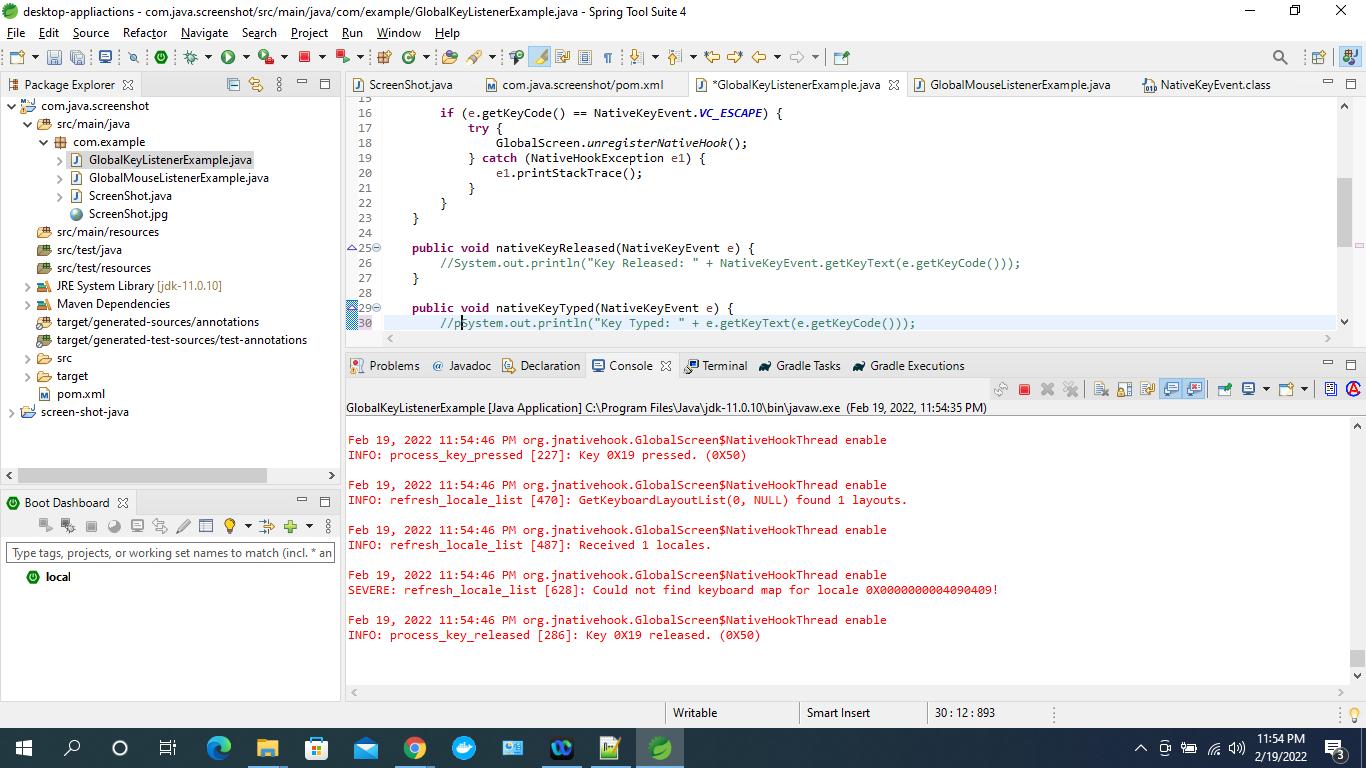 desktop-appliactions - com.java.screenshot/src/main/java/com/example/GlobalKeyListenerExample.java - Spring Tool Suite 4
File Edit Source Refactor Navigate Search Project Run Window Help
Package Explorer
com.java.screenshot
src/main/java
com.example
GlobalKeyListenerExample.java
GlobalMouseListenerExample.java
ScreenShot.java
ScreenShot.jpg
src/main/resources
src/test/java
src/test/resources
JRE System Library [jdk-11.0.10]
Maven Dependencies
target/generated-sources/annotations
target/generated-test-sources/test-annotations
src
target
pom.xml
screen-shot-java
Boot Dashboard
Type tags, projects, or working set names to match (incl. * an
local
ScreenShot.java com.java.screenshot/pom.xml *GlobalKeyListenerExample.java GlobalMouseListenerExample.java NativeKeyEvent.class
15
16 if (e.getKeyCode() == NativeKeyEvent.VC_ESCAPE) {
17 try {
18 GlobalScreen.unregisterNativeHook();
19 } catch (NativeHookException e1) {
20 e1.printStackTrace();
21 }
22 }
23 }
24
25 public void nativeKeyReleased(NativeKeyEvent e) {
26 //System.out.println("Key Released: " + NativeKeyEvent.getKeyText(e.getKeyCode()));
27 }
28
29 public void nativeKeyTyped(NativeKeyEvent e) {
30 //pSystem.out.println("Key Typed: " + e.getKeyText(e.getKeyCode()));
Problems @ Javadoc Declaration Console Terminal Gradle Tasks Gradle Executions
GlobalKeyListenerExample [Java Application] C:\Program Files\Java\jdk-11.0.10\bin\javaw.exe (Feb 19, 2022, 11:54:35 PM)
Feb 19, 2022 11:54:46 PM org.jnativehook.GlobalScreen$NativeHookThread enable
INFO: process_key_pressed [227]: Key 0X19 pressed. (0X50)
Feb 19, 2022 11:54:46 PM org.jnativehook.GlobalScreen$NativeHookThread enable
INFO: refresh_locale_list [470]: GetKeyboardLayoutList(0, NULL) found 1 layouts.
Feb 19, 2022 11:54:46 PM org.jnativehook.GlobalScreen$NativeHookThread enable
INFO: refresh_locale_list [487]: Received 1 locales.
Feb 19, 2022 11:54:46 PM org.jnativehook.GlobalScreen$NativeHookThread enable
SEVERE: refresh_locale_list [628]: Could not find keyboard map for locale 0X0000000004090409!
Feb 19, 2022 11:54:46 PM org.jnativehook.GlobalScreen$NativeHookThread enable
INFO: process_key_released [286]: Key 0X19 released. (0X50)
Writable Smart Insert 30 : 12 : 893
11:54 PM
2/19/2022
3